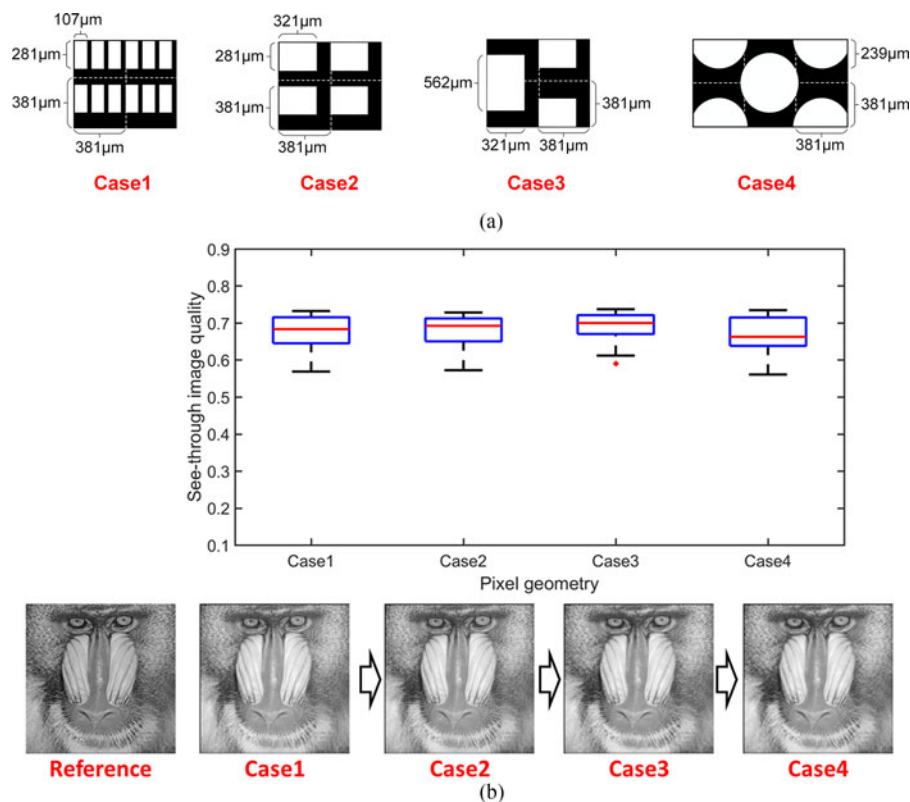 107μm
281μm
381μm
381μm
Case1
321μm
281μm
381μm
381μm
Case2
562μm
381μm
321μm
381μm
Case3
239μm
381μm
381μm
Case4
(a)
See-through image quality
0.9
0.8
0.7
0.6
0.5
0.4
0.3
0.2
0.1
Case1 Case2 Case3 Case4
Pixel geometry
Reference Case1 Case2 Case3 Case4
(b)